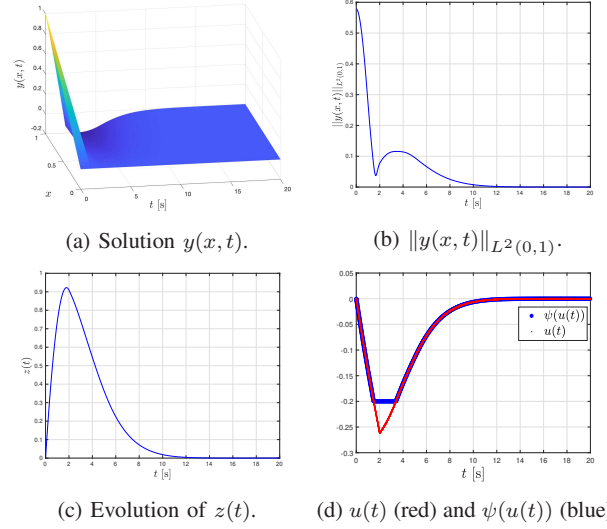 1
0.8
0.6
0.4
0.2
0
-0.2
y(x, t)
1
0.5
0
x
0
5
10
15
20
t [s]
(a) Solution y(x, t).
0.6
0.5
0.4
0.3
0.2
0.1
0
||y(x, t)||_{L²(0,1)}
0 2 4 6 8 10 12 14 16 18 20
t [s]
(b) ∥y(x, t)∥_{L²(0,1)}.
1
0.9
0.8
0.7
0.6
0.5
0.4
0.3
0.2
0.1
0
z(t)
0 2 4 6 8 10 12 14 16 18 20
t [s]
(c) Evolution of z(t).
0.05
0
-0.05
-0.1
-0.15
-0.2
-0.25
-0.3
ψ(u(t))
u(t)
0 2 4 6 8 10 12 14 16 18 20
t [s]
(d) u(t) (red) and ψ(u(t)) (blue)